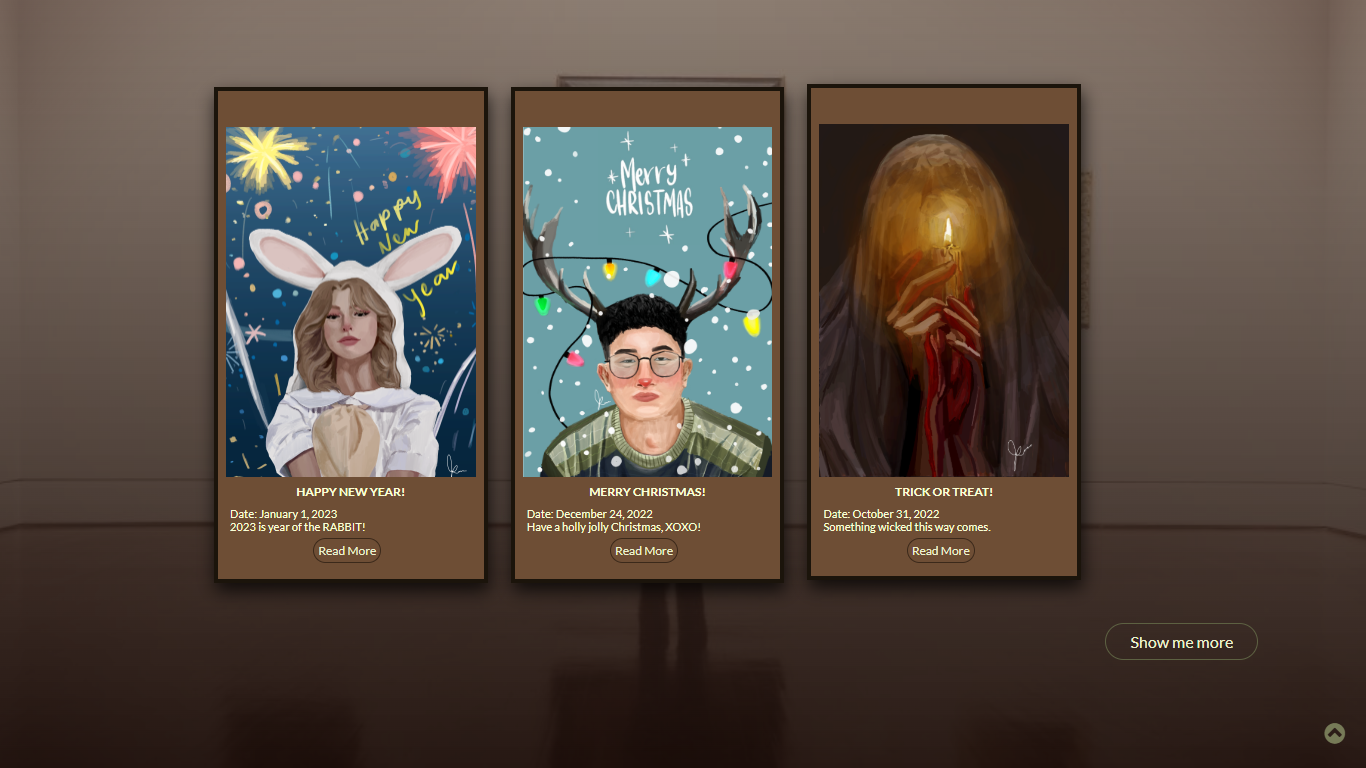 Happy
New
Year
HAPPY NEW YEAR!
Date: January 1, 2023
2023 is year of the RABBIT!
Read More
Merry
CHRISTMAS
MERRY CHRISTMAS!
Date: December 24, 2022
Have a holly jolly Christmas, XOXO!
Read More
TRICK OR TREAT!
Date: October 31, 2022
Something wicked this way comes.
Read More
Show me more